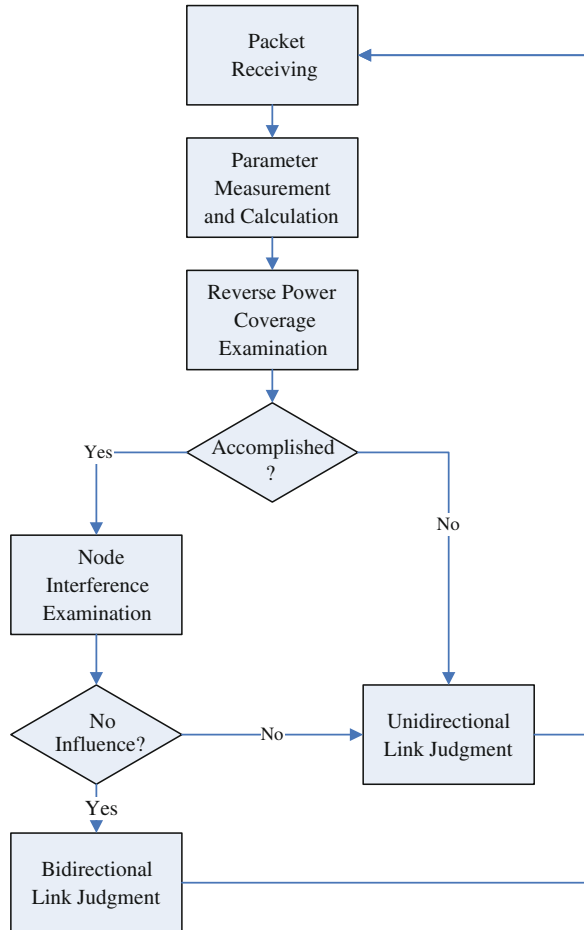 Packet
Receiving
Parameter
Measurement
and Calculation
Reverse Power
Coverage
Examination
Accomplished
?
Yes
No
Node
Interference
Examination
No
Influence?
No
Unidirectional
Link Judgment
Yes
Bidirectional
Link Judgment